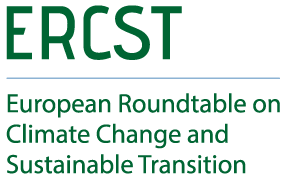 ERCST
European Roundtable on
Climate Change and
Sustainable Transition